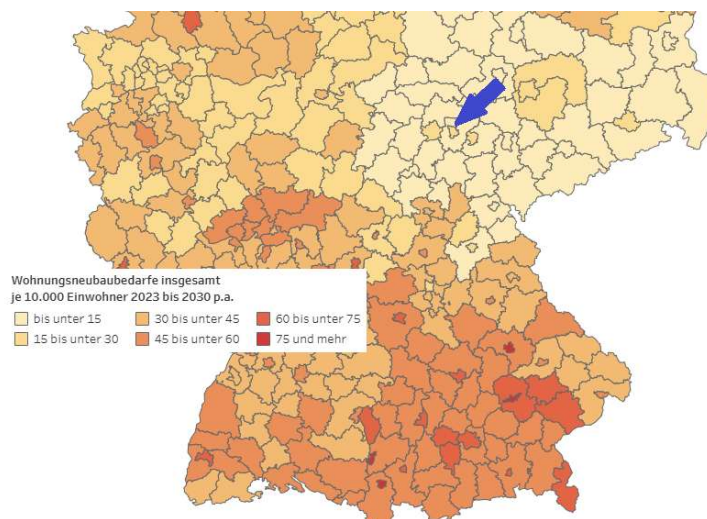 Wohnungsneubaubedarfe insgesamt
je 10.000 Einwohner 2023 bis 2030 p.a.
bis unter 15 30 bis unter 45 60 bis unter 75
15 bis unter 30 45 bis unter 60 75 und mehr